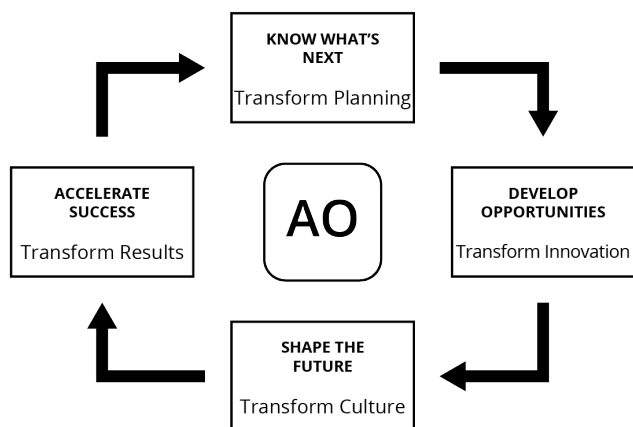 KNOW WHAT'S
NEXT
Transform Planning
ACCELERATE
SUCCESS
Transform Results
AO
DEVELOP
OPPORTUNITIES
Transform Innovation
SHAPE THE
FUTURE
Transform Culture